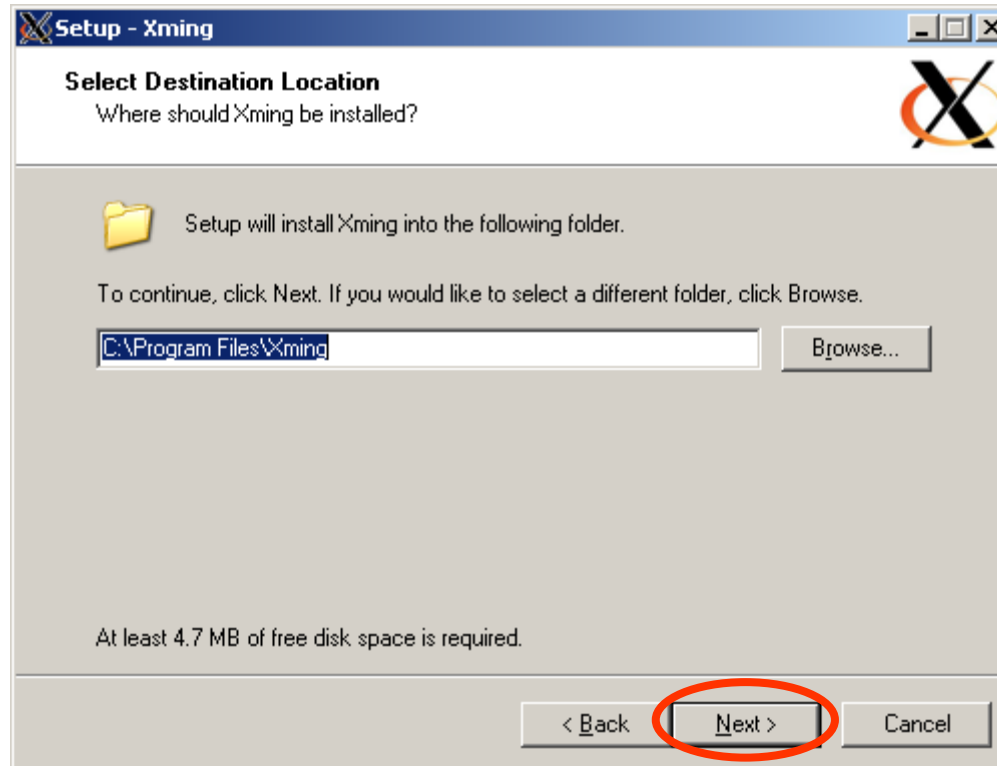 Setup - Xming
Select Destination Location
Where should Xming be installed?
Setup will install Xming into the following folder.
To continue, click Next. If you would like to select a different folder, click Browse.
C:\Program Files\Xming
Browse...
At least 4.7 MB of free disk space is required.
< Back
Next >
Cancel